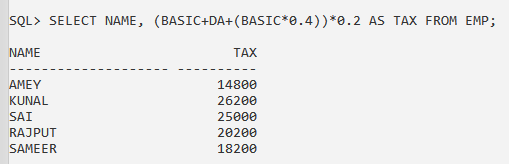 SQL> SELECT NAME, (BASIC+DA+(BASIC*0.4))*0.2 AS TAX FROM EMP;
NAME                        TAX
-------------------- ----------
AMEY                      14800
KUNAL                     26200
SAI                       25000
RAJPUT                    20200
SAMEER                    18200